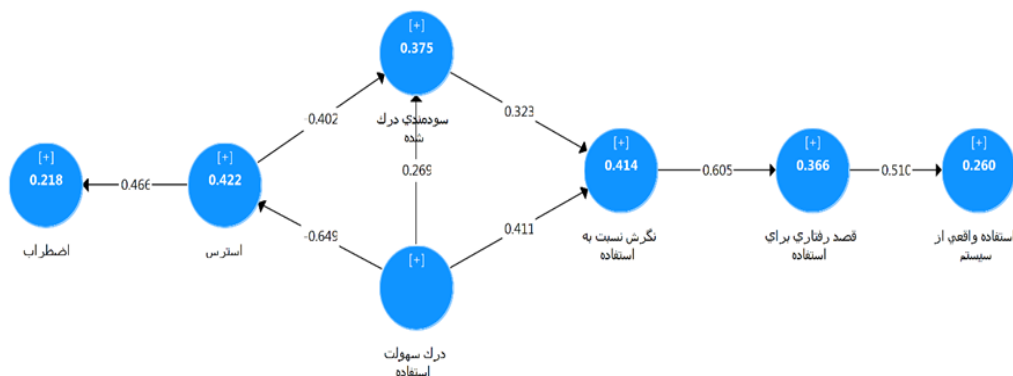 [+]
0.375
سودمندي درك
شده
-0.402
0.323
[+]
0.218
اضطراب
0.466
[+]
0.422
استرس
0.269
[+]
0.414
نگرش نسبت به
استفاده
0.605
[+]
0.366
قصد رفتاري براي
استفاده
0.510
[+]
0.260
استفاده واقعي از
سيستم
-0.649
0.411
[+]
درك سهولت
استفاده